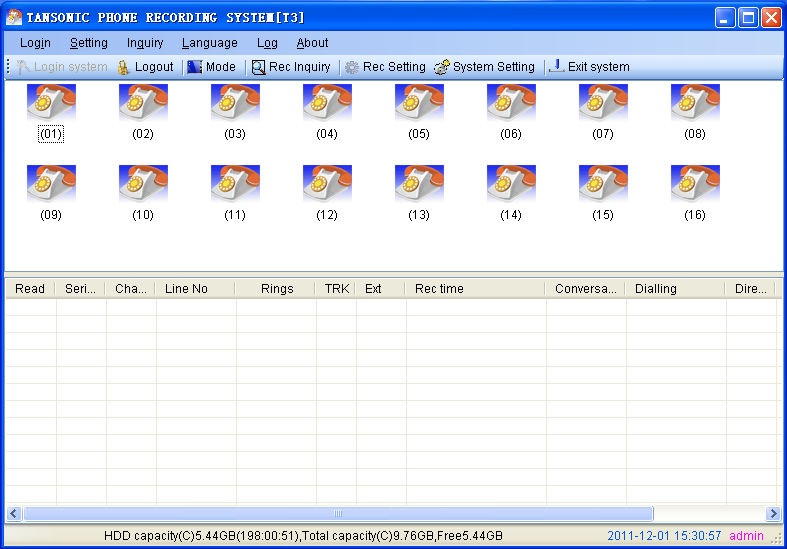 TANSONIC PHONE RECORDING SYSTEM[T3]
Login Setting Inquiry Language Log About
Login system Logout Mode Rec Inquiry Rec Setting System Setting Exit system
(01) (02) (03) (04) (05) (06) (07) (08)
(09) (10) (11) (12) (13) (14) (15) (16)
Read Seri... Cha... Line No Rings TRK Ext Rec time Conversa... Dialling Dire...
HDD capacity(C)5.44GB(198:00:51),Total capacity(C)9.76GB,Free5.44GB 2011-12-01 15:30:57 admin